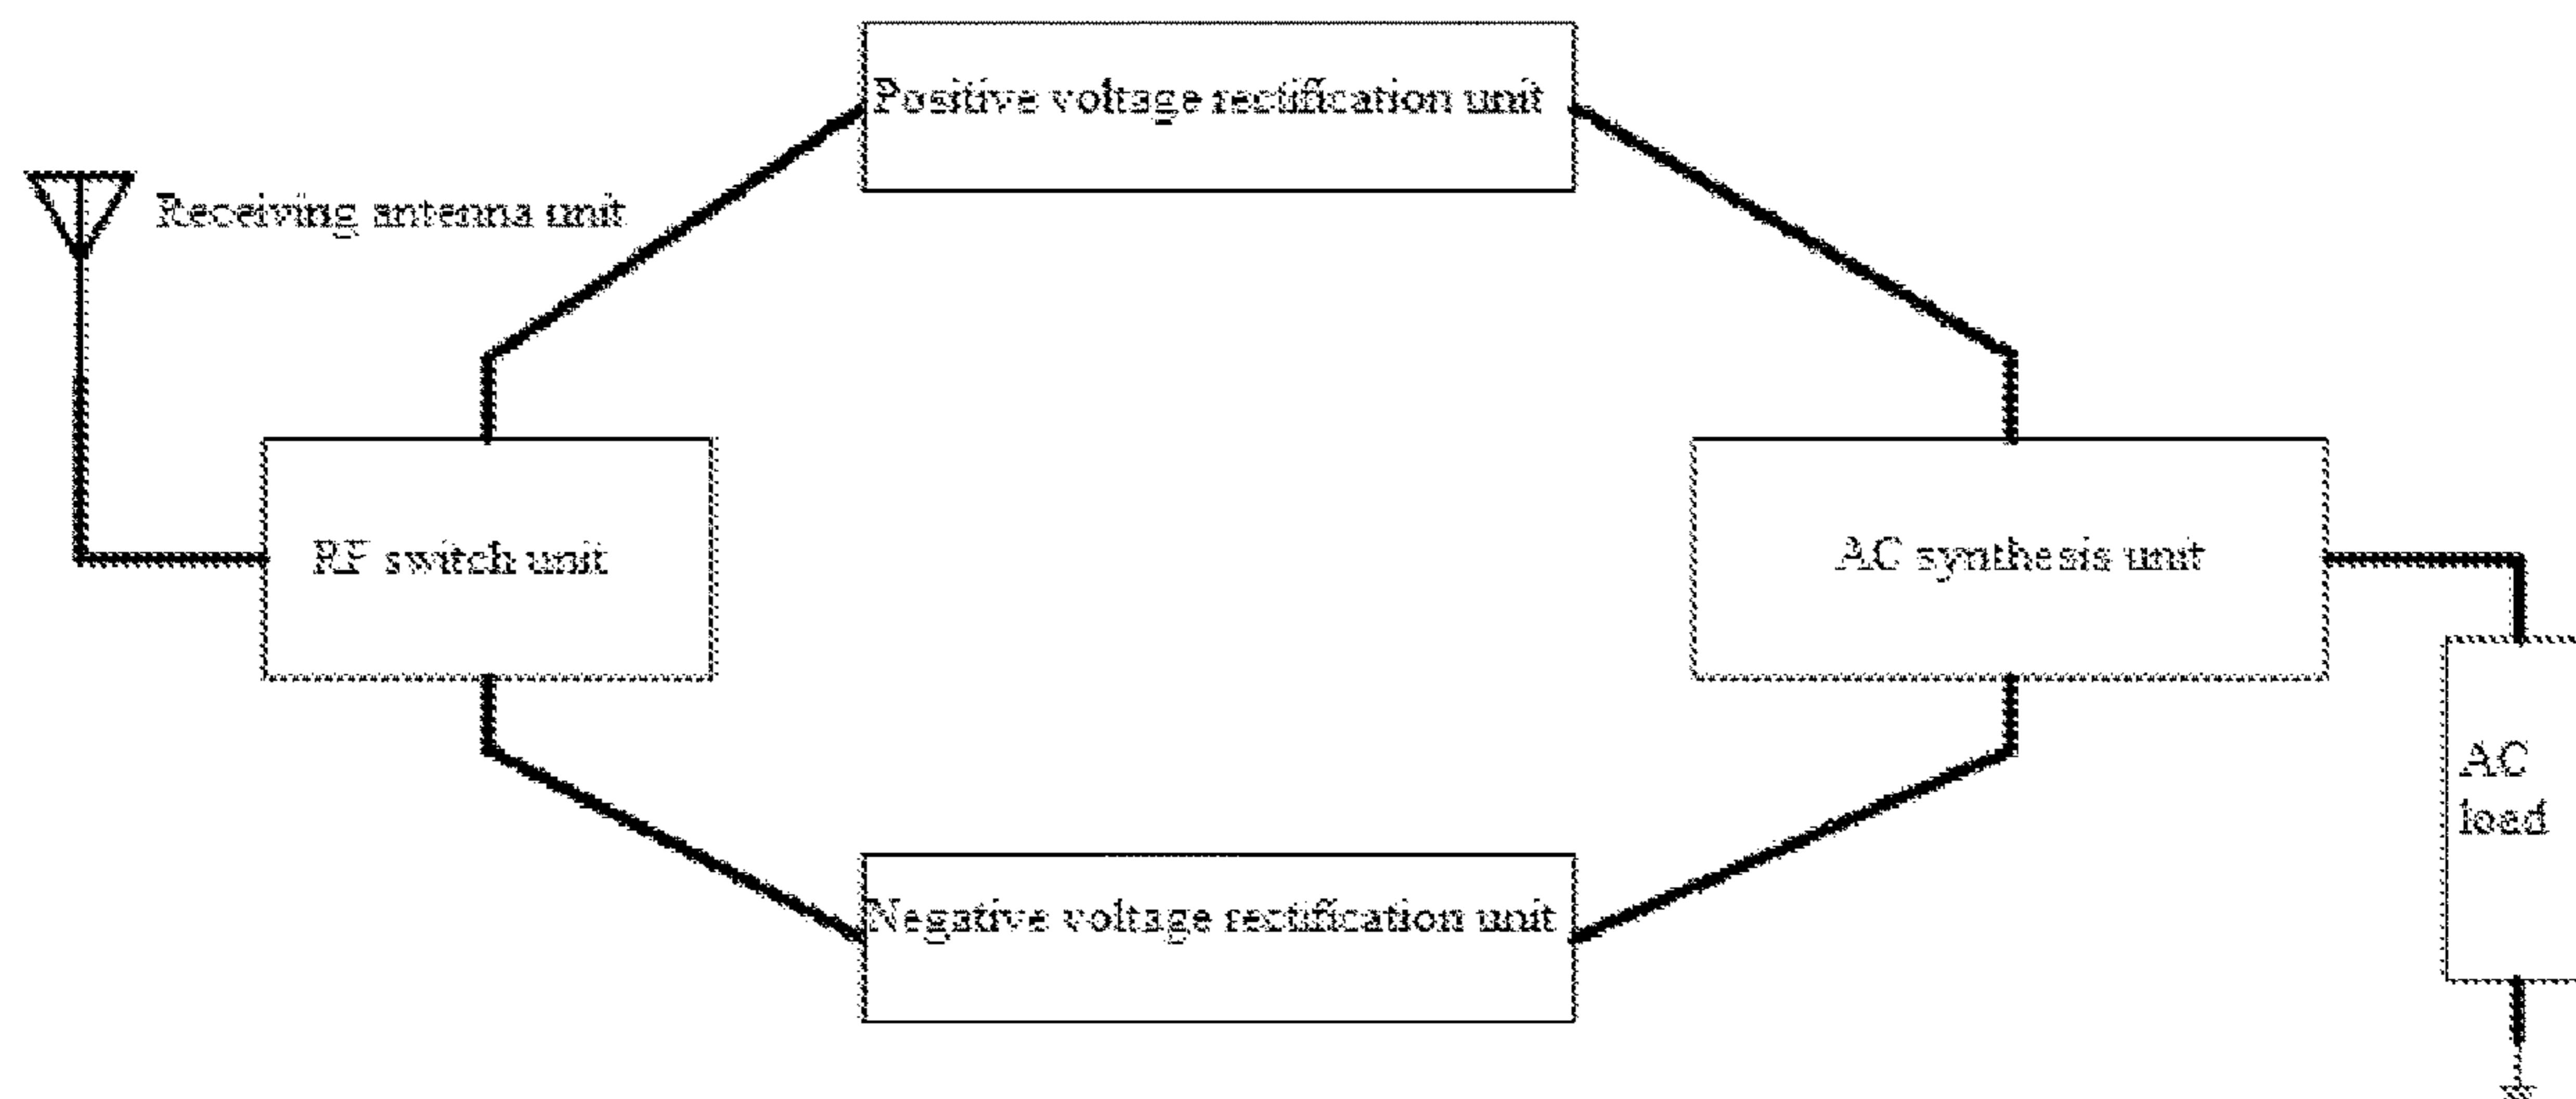 Positive voltage rectification unit
Receiving antenna unit
RF switch unit
AC synthesis unit
AC
load
Negative voltage rectification unit